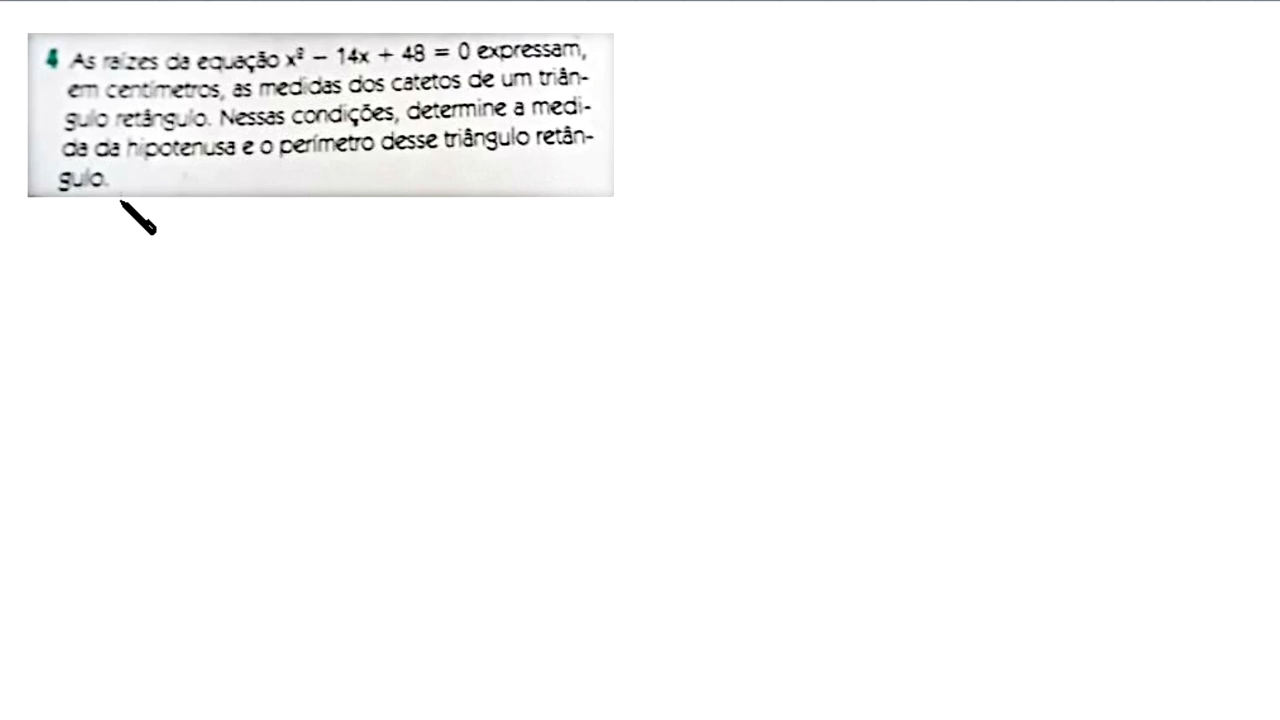 4 As raízes da equação x² − 14x + 48 = 0 expressam,
em centímetros, as medidas dos catetos de um triân-
gulo retângulo. Nessas condições, determine a medi-
da da hipotenusa e o perímetro desse triângulo retân-
gulo.